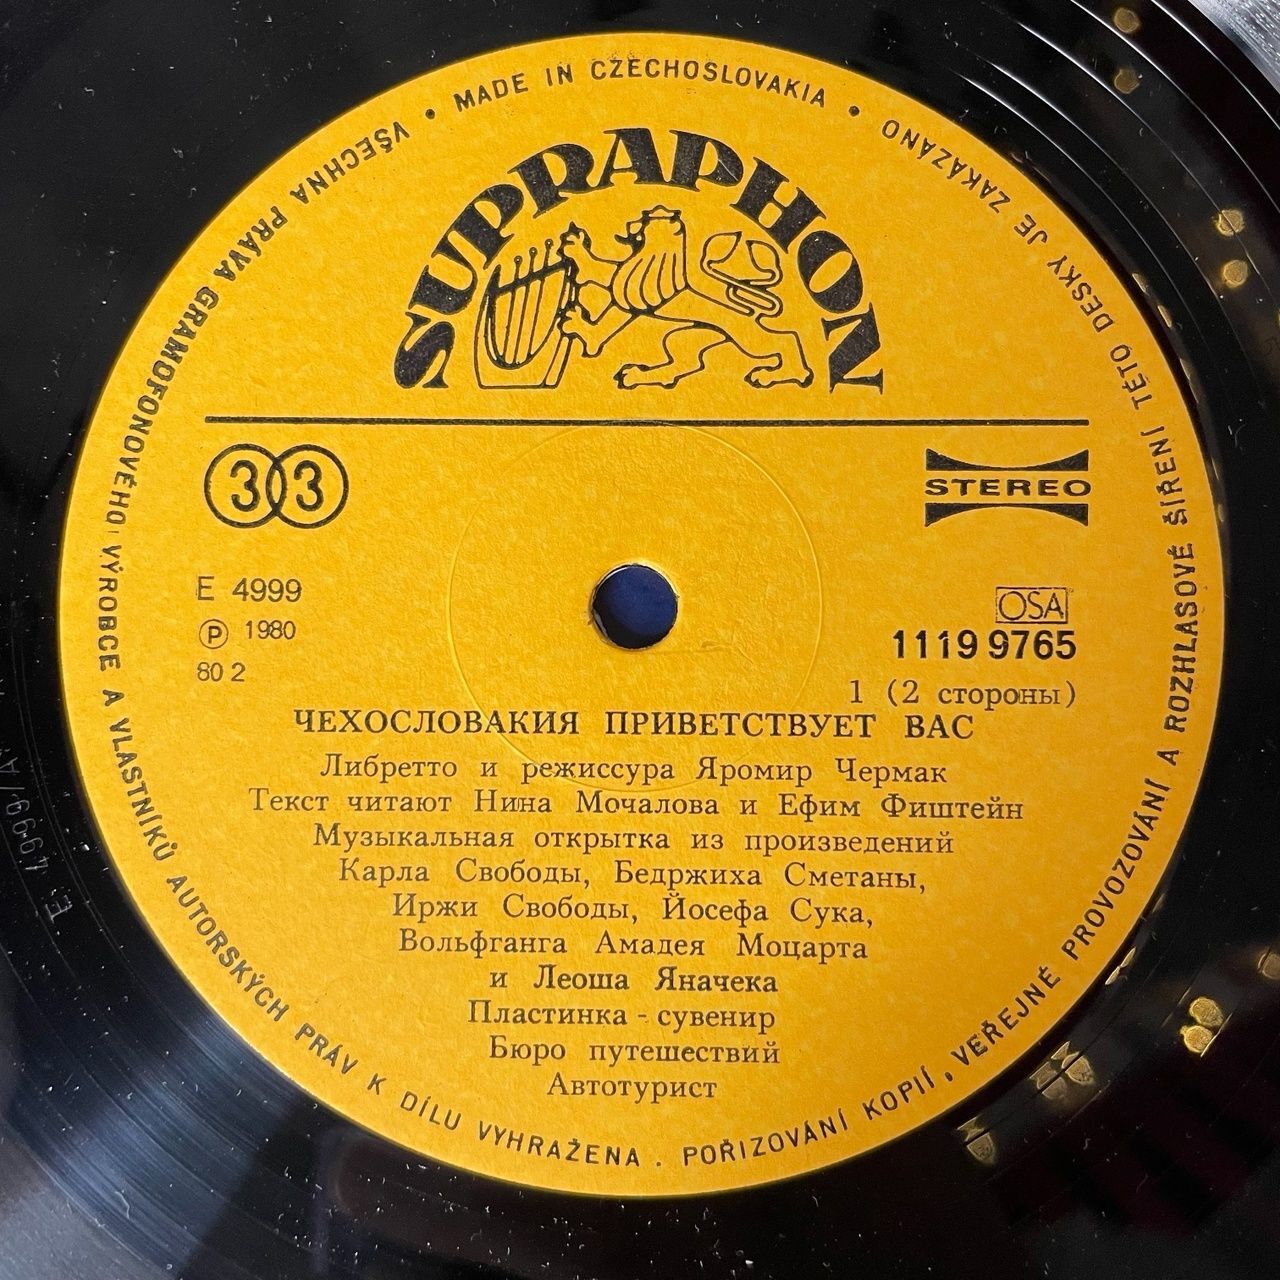 MADE IN CZECHOSLOVAKIA
SUPRAPHON
33
STEREO
E 4999
Ⓟ 1980
80 2
OSA
1119 9765
1 (2 стороны)
ЧЕХОСЛОВАКИЯ ПРИВЕТСТВУЕТ ВАС
Либретто и режиссура Яромир Чермак
Текст читают Нина Мочалова и Ефим Фиштейн
Музыкальная открытка из произведений
Карла Свободы, Бедржиха Сметаны,
Иржи Свободы, Йосефа Сука,
Вольфганга Амадея Моцарта
и Леоша Яначека
Пластинка - сувенир
Бюро путешествий
Автотурист
VŠECHNA PRÁVA GRAMOFONOVÉHO VÝROBCE A VLASTNÍKŮ AUTORSKÝCH PRÁV K DÍLU VYHRAŽENA . POŘIZOVÁNÍ KOPIÍ, VEŘEJNÉ PROVOZOVÁNÍ A ROZHLASOVÉ ŠÍŘENÍ TÉTO DESKY JE ZAKÁZÁNO